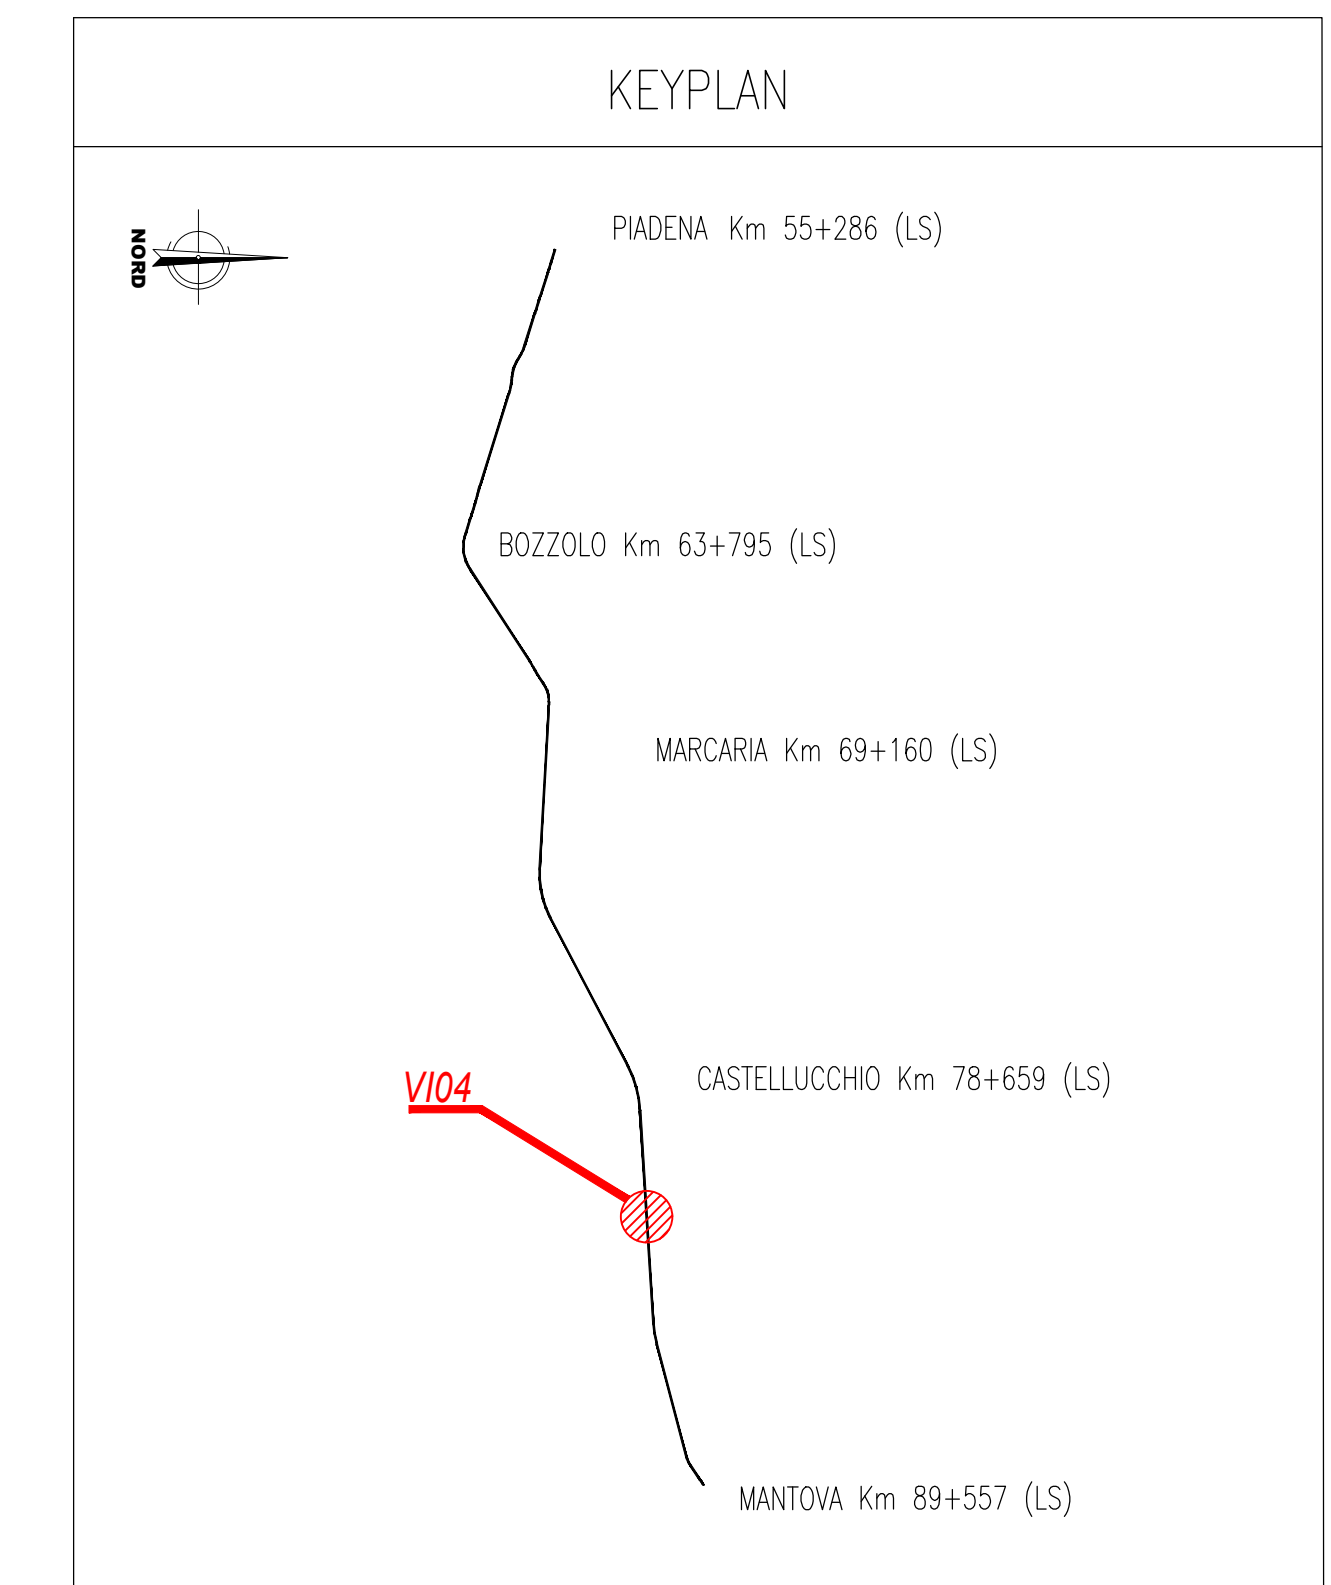 KEYPLAN
NORD
PIADENA Km 55+286 (LS)
BOZZOLO Km 63+795 (LS)
MARCARIA Km 69+160 (LS)
CASTELLUCCHIO Km 78+659 (LS)
VI04
MANTOVA Km 89+557 (LS)